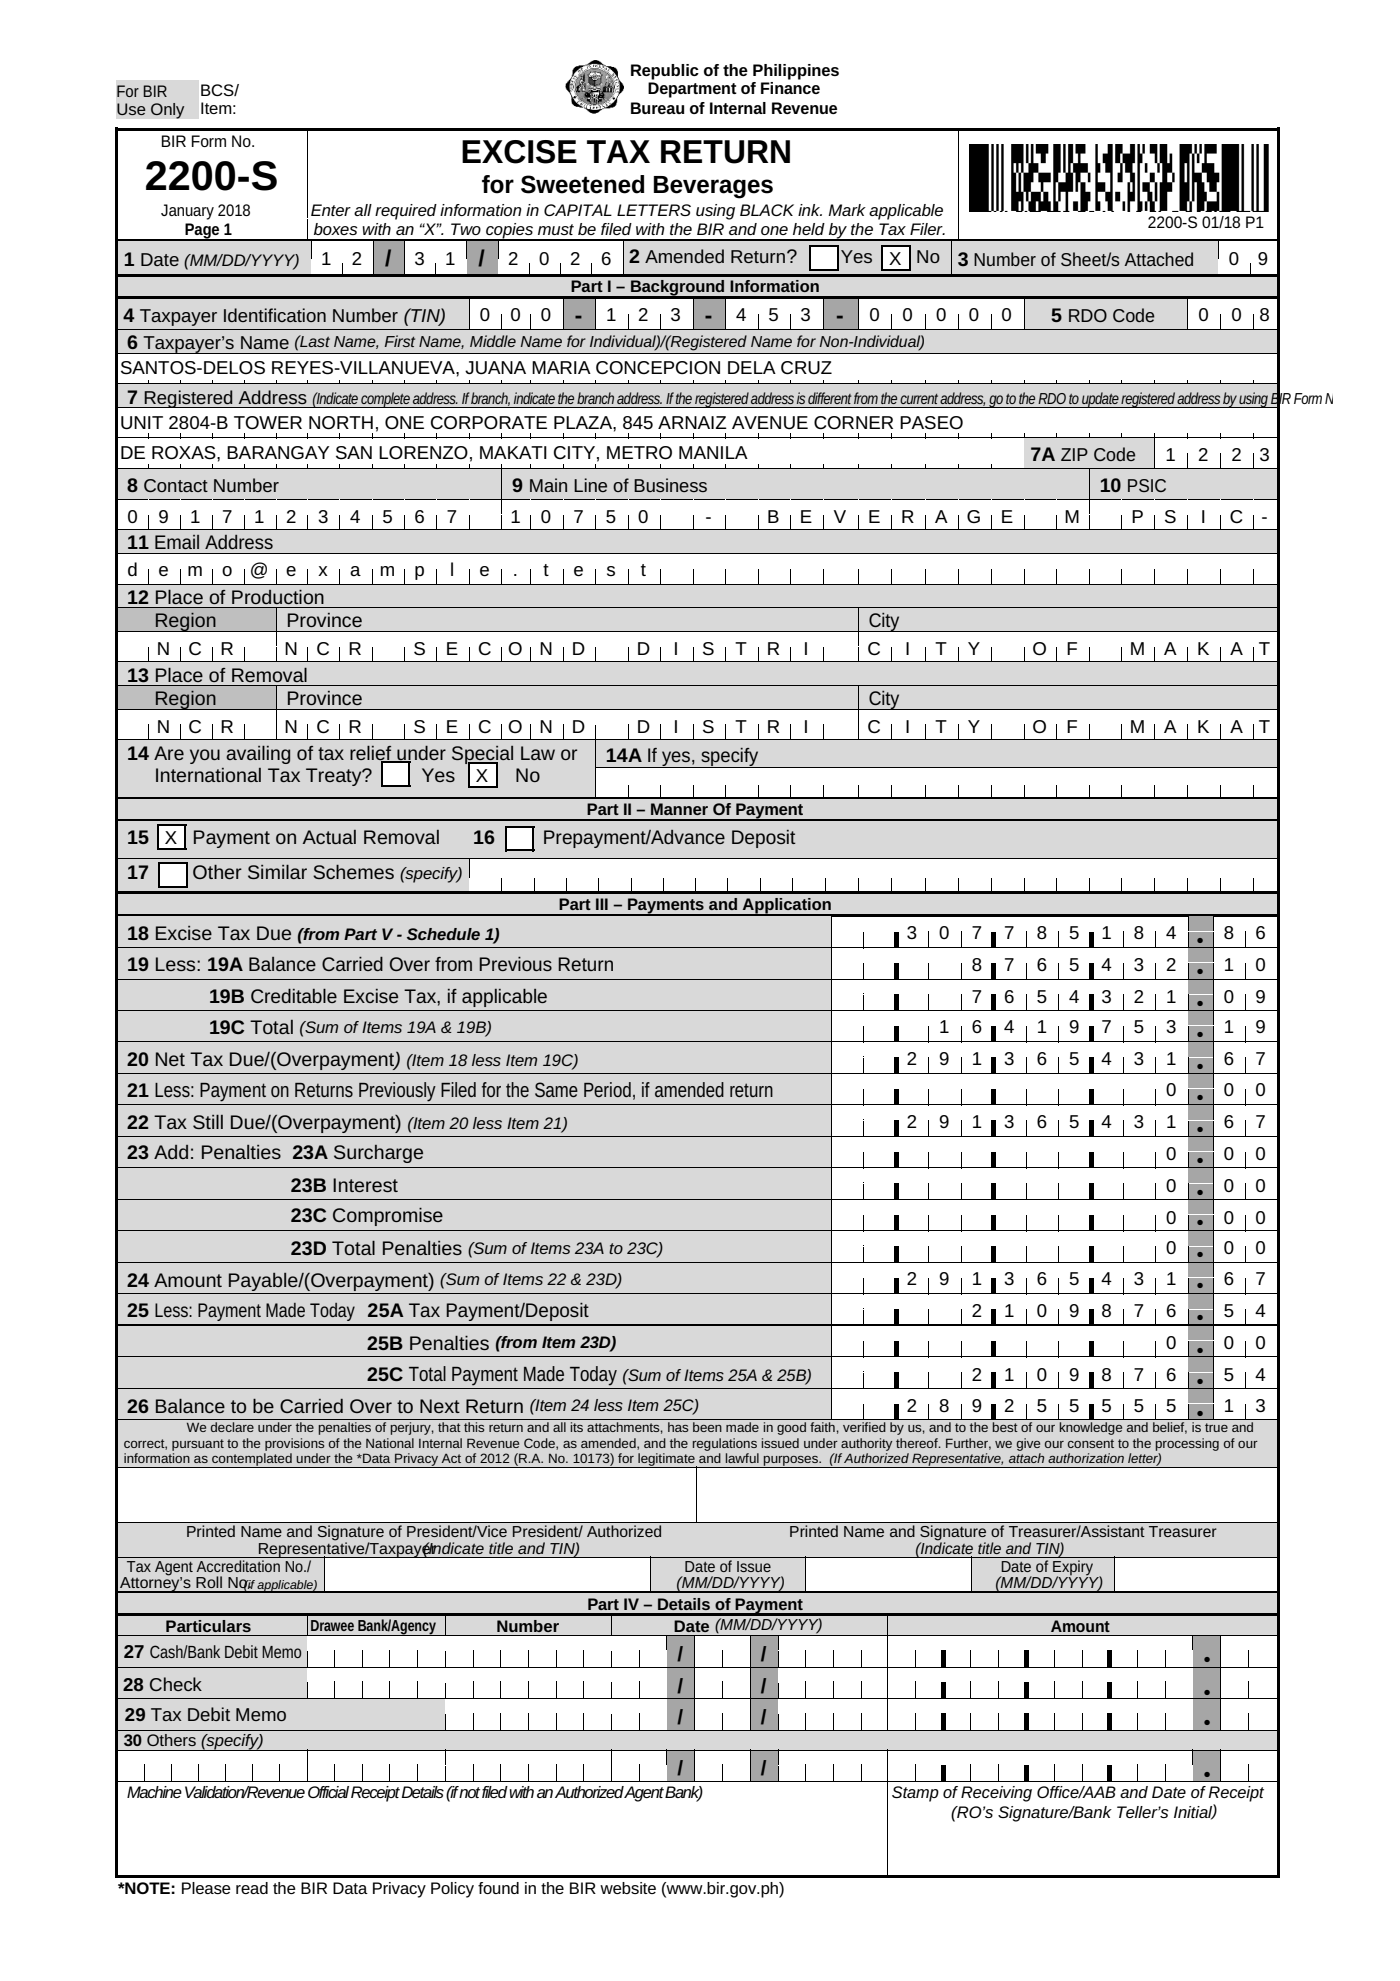 For BIR
Use Only
BCS/
Item:
Republic of the Philippines
Department of Finance
Bureau of Internal Revenue
BIR Form No.
2200-S
January 2018
Page 1
EXCISE TAX RETURN
for Sweetened Beverages
Enter all required information in CAPITAL LETTERS using BLACK ink. Mark applicable
boxes with an “X”. Two copies must be filed with the BIR and one held by the Tax Filer.
2200-S 01/18 P1
1 Date (MM/DD/YYYY) 12/31/2026 2 Amended Return? Yes X No 3 Number of Sheet/s Attached 09
Part I – Background Information
4 Taxpayer Identification Number (TIN) 000-123-453-00000 5 RDO Code 008
6 Taxpayer’s Name (Last Name, First Name, Middle Name for Individual)/(Registered Name for Non-Individual)
SANTOS-DELOS REYES-VILLANUEVA, JUANA MARIA CONCEPCION DELA CRUZ
7 Registered Address (Indicate complete address. If branch, indicate the branch address. If the registered address is different from the current address, go to the RDO to update registered address by using BIR Form N
UNIT 2804-B TOWER NORTH, ONE CORPORATE PLAZA, 845 ARNAIZ AVENUE CORNER PASEO
DE ROXAS, BARANGAY SAN LORENZO, MAKATI CITY, METRO MANILA 7A ZIP Code 1223
8 Contact Number 9 Main Line of Business 10 PSIC
09171234567 10750 - BEVERAGE M PSIC-
11 Email Address
demo@example.test
12 Place of Production
Region Province City
NCR NCR SECOND DISTRI CITY OF MAKAT
13 Place of Removal
Region Province City
NCR NCR SECOND DISTRI CITY OF MAKAT
14 Are you availing of tax relief under Special Law or
International Tax Treaty? Yes X No
14A If yes, specify
Part II – Manner Of Payment
15 X Payment on Actual Removal 16 Prepayment/Advance Deposit
17 Other Similar Schemes (specify)
Part III – Payments and Application
18 Excise Tax Due (from Part V - Schedule 1) 307785184.86
19 Less: 19A Balance Carried Over from Previous Return 8765432.10
19B Creditable Excise Tax, if applicable 7654321.09
19C Total (Sum of Items 19A & 19B) 16419753.19
20 Net Tax Due/(Overpayment) (Item 18 less Item 19C) 291365431.67
21 Less: Payment on Returns Previously Filed for the Same Period, if amended return 0.00
22 Tax Still Due/(Overpayment) (Item 20 less Item 21) 291365431.67
23 Add: Penalties 23A Surcharge 0.00
23B Interest 0.00
23C Compromise 0.00
23D Total Penalties (Sum of Items 23A to 23C) 0.00
24 Amount Payable/(Overpayment) (Sum of Items 22 & 23D) 291365431.67
25 Less: Payment Made Today 25A Tax Payment/Deposit 2109876.54
25B Penalties (from Item 23D) 0.00
25C Total Payment Made Today (Sum of Items 25A & 25B) 2109876.54
26 Balance to be Carried Over to Next Return (Item 24 less Item 25C) 289255555.13
We declare under the penalties of perjury, that this return and all its attachments, has been made in good faith, verified by us, and to the best of our knowledge and belief, is true and
correct, pursuant to the provisions of the National Internal Revenue Code, as amended, and the regulations issued under authority thereof. Further, we give our consent to the processing of our
information as contemplated under the *Data Privacy Act of 2012 (R.A. No. 10173) for legitimate and lawful purposes. (If Authorized Representative, attach authorization letter)
Printed Name and Signature of President/Vice President/ Authorized
Representative/Taxpayer (Indicate title and TIN)
Printed Name and Signature of Treasurer/Assistant Treasurer
(Indicate title and TIN)
Tax Agent Accreditation No./
Attorney’s Roll No. (if applicable)
Date of Issue
(MM/DD/YYYY)
Date of Expiry
(MM/DD/YYYY)
Part IV – Details of Payment
Particulars Drawee Bank/Agency Number Date (MM/DD/YYYY) Amount
27 Cash/Bank Debit Memo / / .
28 Check / / .
29 Tax Debit Memo / / .
30 Others (specify)
/ / .
Machine Validation/Revenue Official Receipt Details (if not filed with an Authorized Agent Bank)
Stamp of Receiving Office/AAB and Date of Receipt
(RO’s Signature/Bank Teller’s Initial)
*NOTE: Please read the BIR Data Privacy Policy found in the BIR website (www.bir.gov.ph)